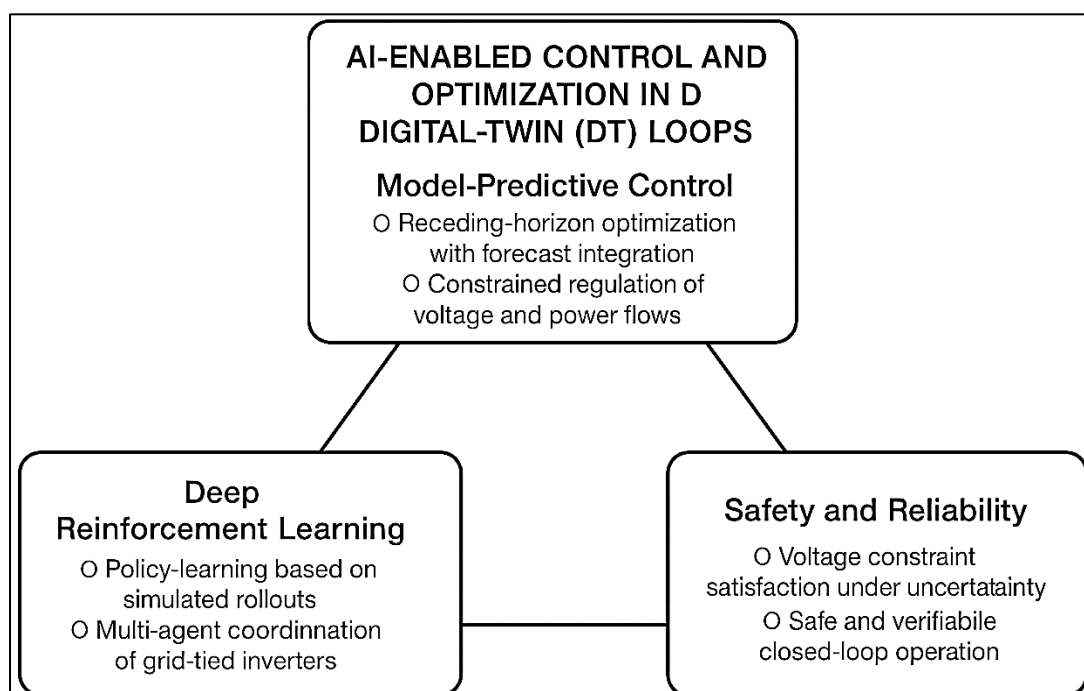 AI-ENABLED CONTROL AND
OPTIMIZATION IN D
DIGITAL-TWIN (DT) LOOPS
Model-Predictive Control
O Receding-horizon optimization
with forecast integration
O Constrained regulation of
voltage and power flows
Deep
Reinforcement Learning
O Policy-learning based on
simulated rollouts
O Multi-agent coordinnation
of grid-tied inverters
Safety and Reliability
O Voltage constraint
satisfaction under uncertatainty
O Safe and verifiabile
closed-loop operation